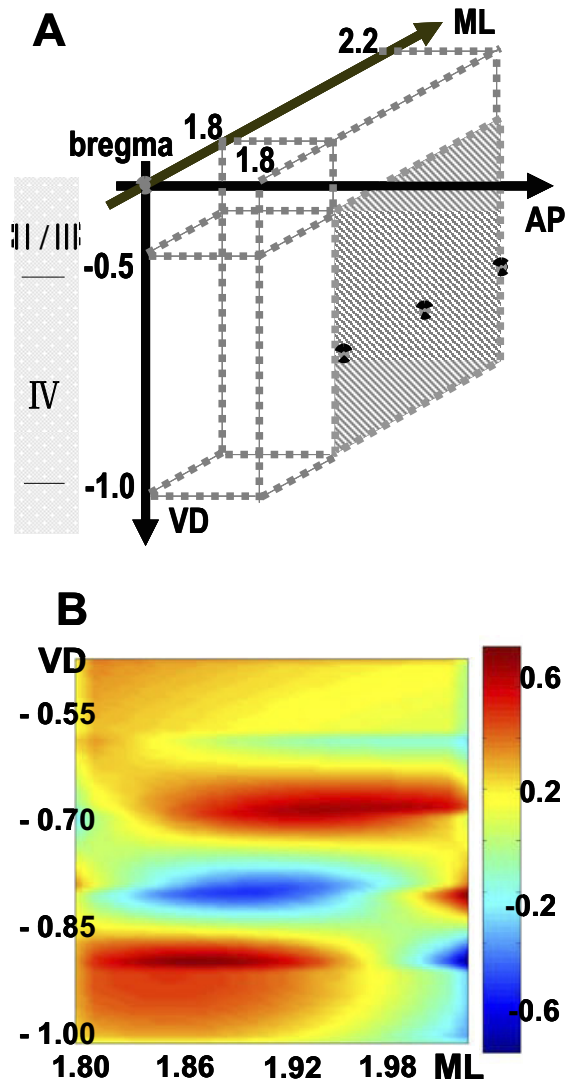 A
ML
2.2
1.8
bregma
1.8
AP
II / III
-0.5
IV
-1.0
VD
B
VD
0.6
- 0.55
0.2
- 0.70
-0.2
- 0.85
-0.6
- 1.00
1.80 1.86 1.92 1.98 ML